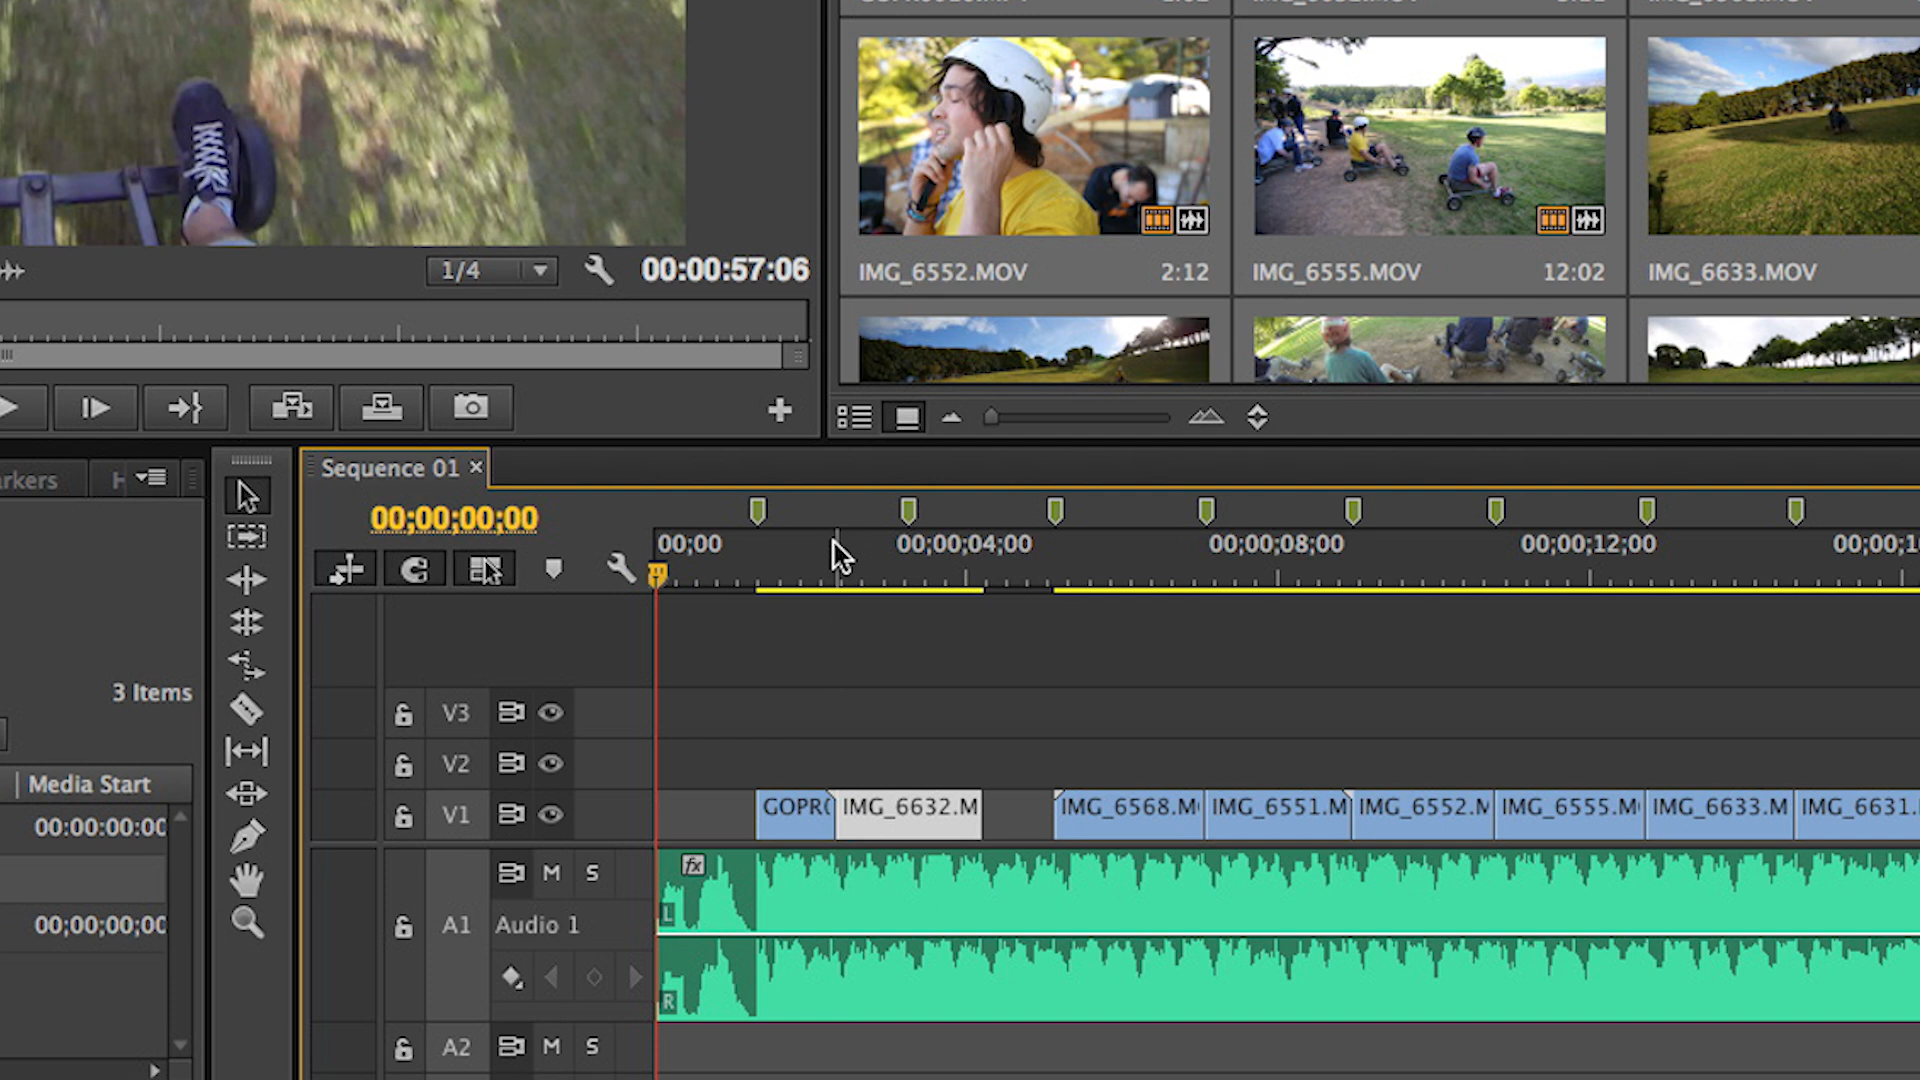 1/4
00:00:57:06
IMG_6552.MOV 2:12
IMG_6555.MOV 12:02
IMG_6633.MOV
Sequence 01
00;00;00;00
00;00
00;00;04;00
00;00;08;00
00;00;12;00
3 Items
Media Start
00:00:00:00
00;00;00;00
V3
V2
V1
IMG_6632.M
IMG_6568.M
IMG_6551.M
IMG_6552.M
IMG_6555.M
IMG_6633.M
IMG_6631.
fx
L
M S
A1
Audio 1
R
A2
M S